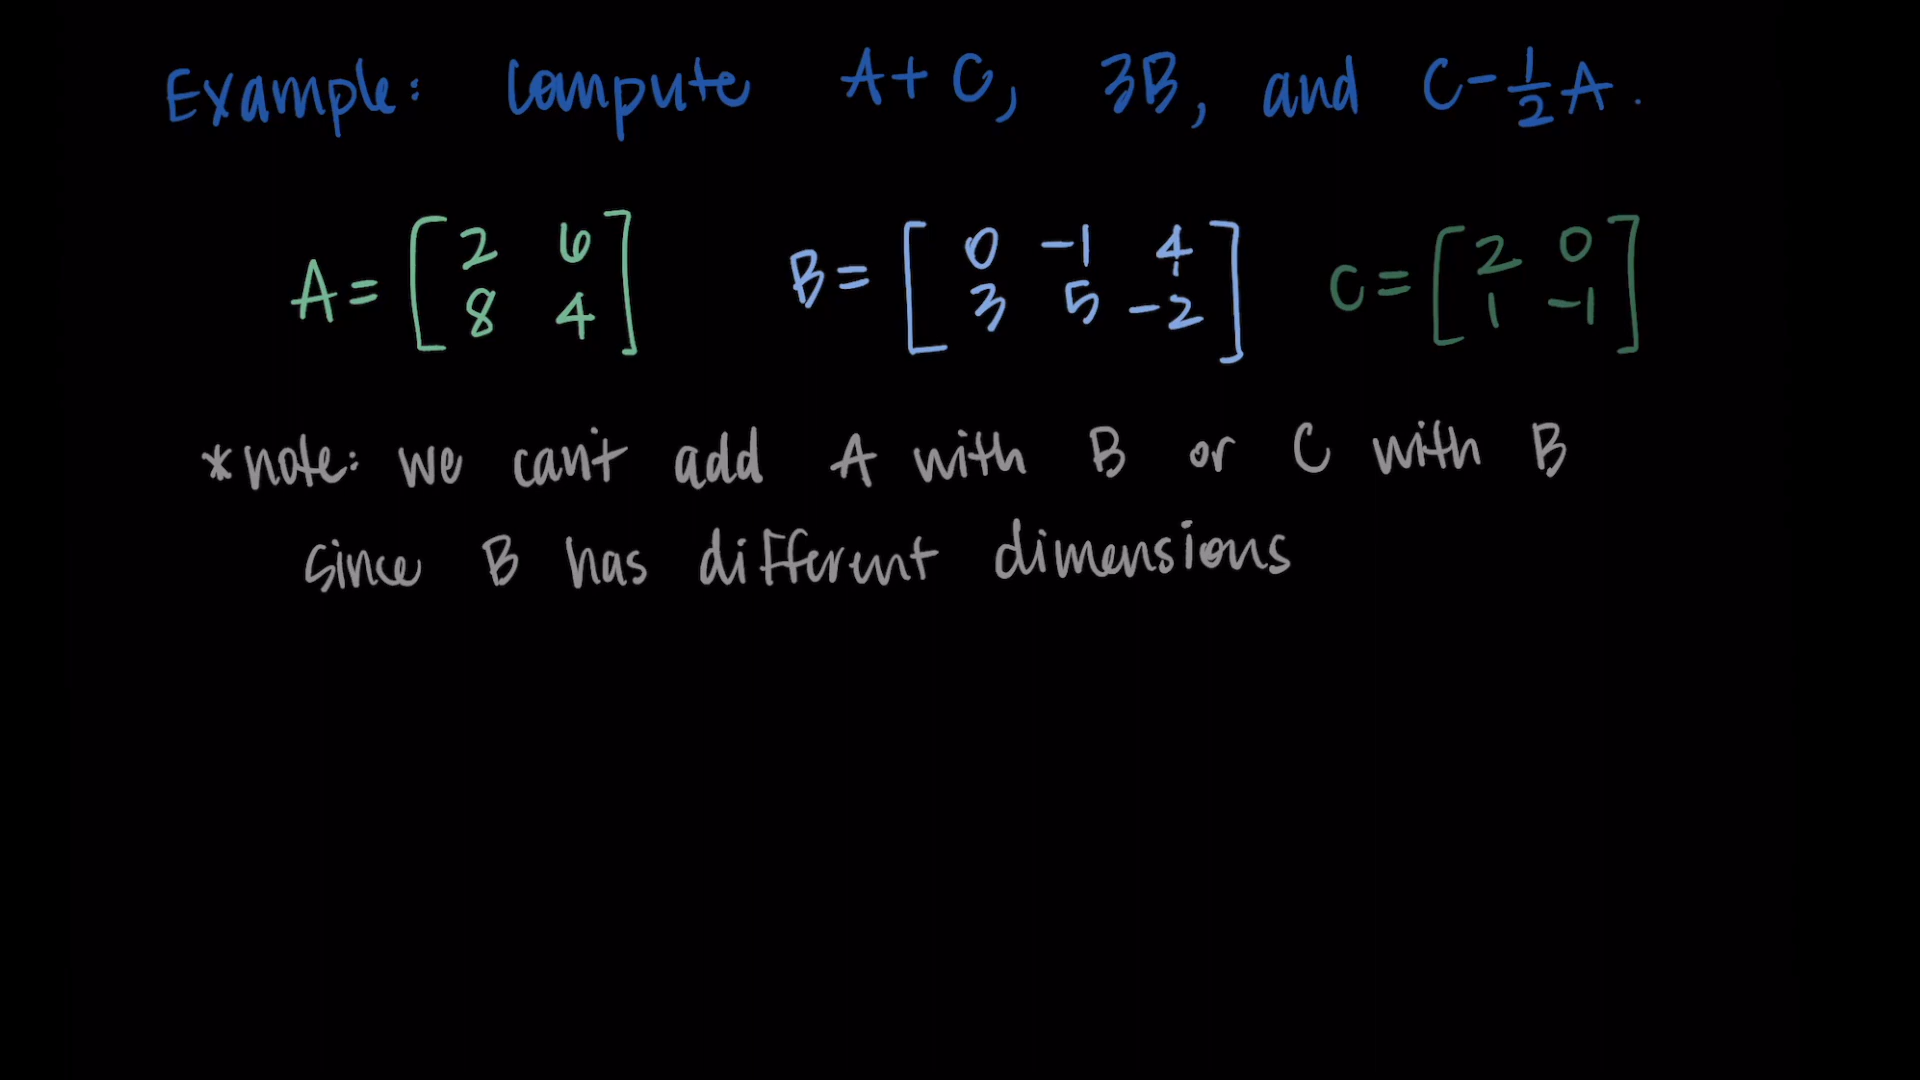 Example: Compute A + C, 3B, and C - 1/2 A.
A = [2 6; 8 4] B = [0 -1 4; 3 5 -2] C = [2 0; 1 -1]
*note: we can't add A with B or C with B
since B has different dimensions